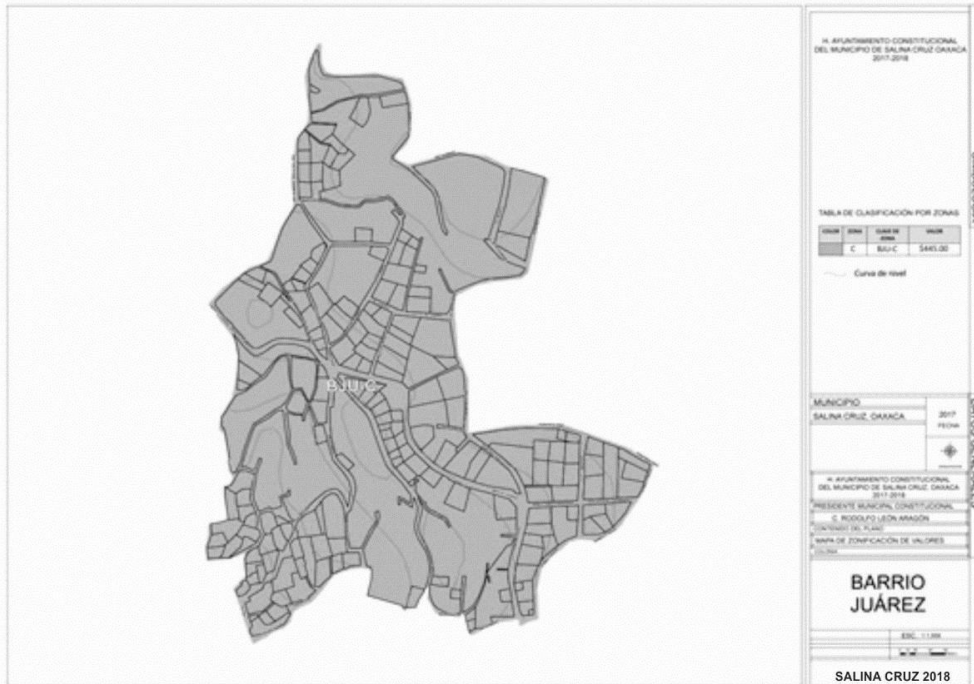 H. AYUNTAMIENTO CONSTITUCIONAL
DEL MUNICIPIO DE SALINA CRUZ OAXACA
2017-2018
TABLA DE CLASIFICACIÓN POR ZONAS
COLOR ZONA CLAVE DE ZONA VALOR
C BJU-C $445.00
Curva de nivel
BJU-C
MUNICIPIO
SALINA CRUZ, OAXACA
2017
FECHA
H. AYUNTAMIENTO CONSTITUCIONAL
DEL MUNICIPIO DE SALINA CRUZ, OAXACA
2017-2018
PRESIDENTE MUNICIPAL CONSTITUCIONAL
C. RODOLFO LEÓN ARAGÓN
CONTENIDO DEL PLANO
MAPA DE ZONIFICACIÓN DE VALORES
COLONIA
BARRIO
JUÁREZ
ESC.
SALINA CRUZ 2018